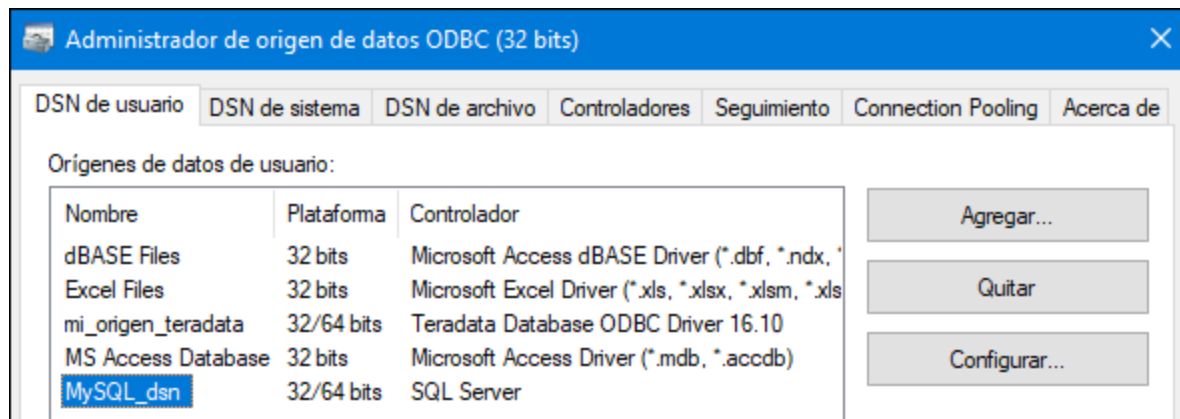 Administrador de origen de datos ODBC (32 bits)
DSN de usuario DSN de sistema DSN de archivo Controladores Seguimiento Connection Pooling Acerca de
Orígenes de datos de usuario:
Nombre Plataforma Controlador
Agregar...
dBASE Files 32 bits Microsoft Access dBASE Driver (*.dbf, *.ndx, *
Excel Files 32 bits Microsoft Excel Driver (*.xls, *.xlsx, *.xlsm, *.xls
Quitar
mi_origen_teradata 32/64 bits Teradata Database ODBC Driver 16.10
MS Access Database 32 bits Microsoft Access Driver (*.mdb, *.accdb)
Configurar...
MySQL_dsn 32/64 bits SQL Server